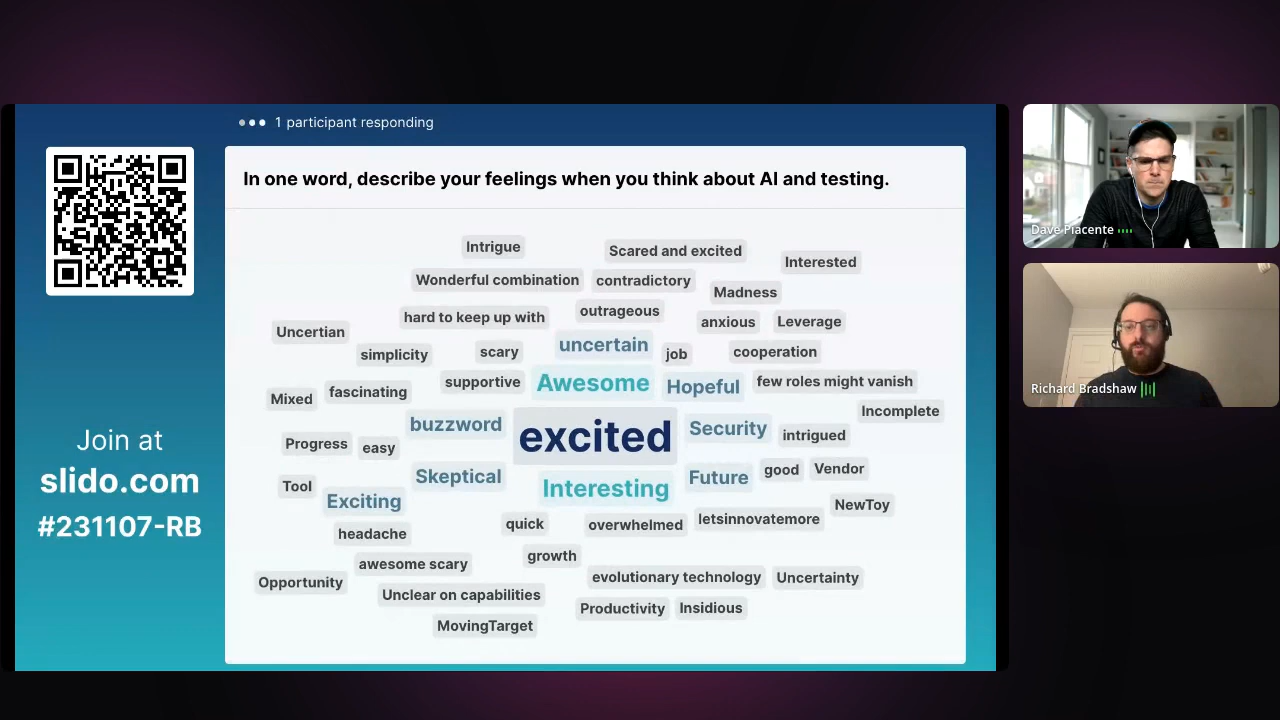 1 participant responding
In one word, describe your feelings when you think about AI and testing.
Intrigue
Scared and excited
Interested
Wonderful combination
contradictory
Madness
hard to keep up with
outrageous
anxious
Leverage
Uncertian
simplicity
scary
uncertain
job
cooperation
Mixed
fascinating
supportive
Awesome
Hopeful
few roles might vanish
Incomplete
buzzword
excited
Security
intrigued
Progress
easy
Skeptical
Interesting
Future
good
Vendor
Tool
Exciting
NewToy
headache
quick
overwhelmed
letsinnovatemore
awesome scary
growth
Opportunity
Unclear on capabilities
evolutionary technology
Uncertainty
Productivity
Insidious
MovingTarget
Join at
slido.com
#231107-RB
Dave Piacente
Richard Bradshaw